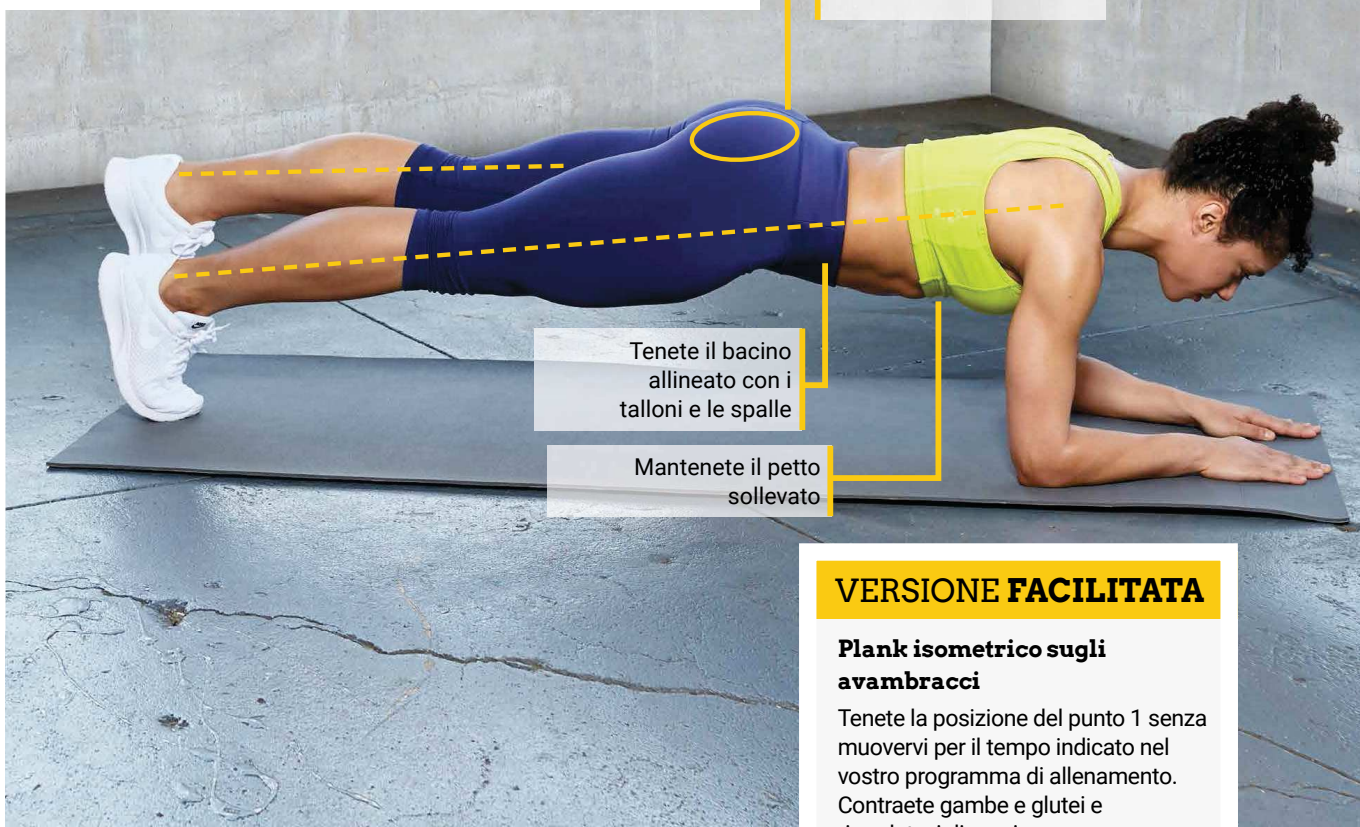 Tenete il bacino
allineato con i
talloni e le spalle
Mantenete il petto
sollevato
VERSIONE FACILITATA
Plank isometrico sugli
avambracci
Tenete la posizione del punto 1 senza
muovervi per il tempo indicato nel
vostro programma di allenamento.
Contraete gambe e glutei e